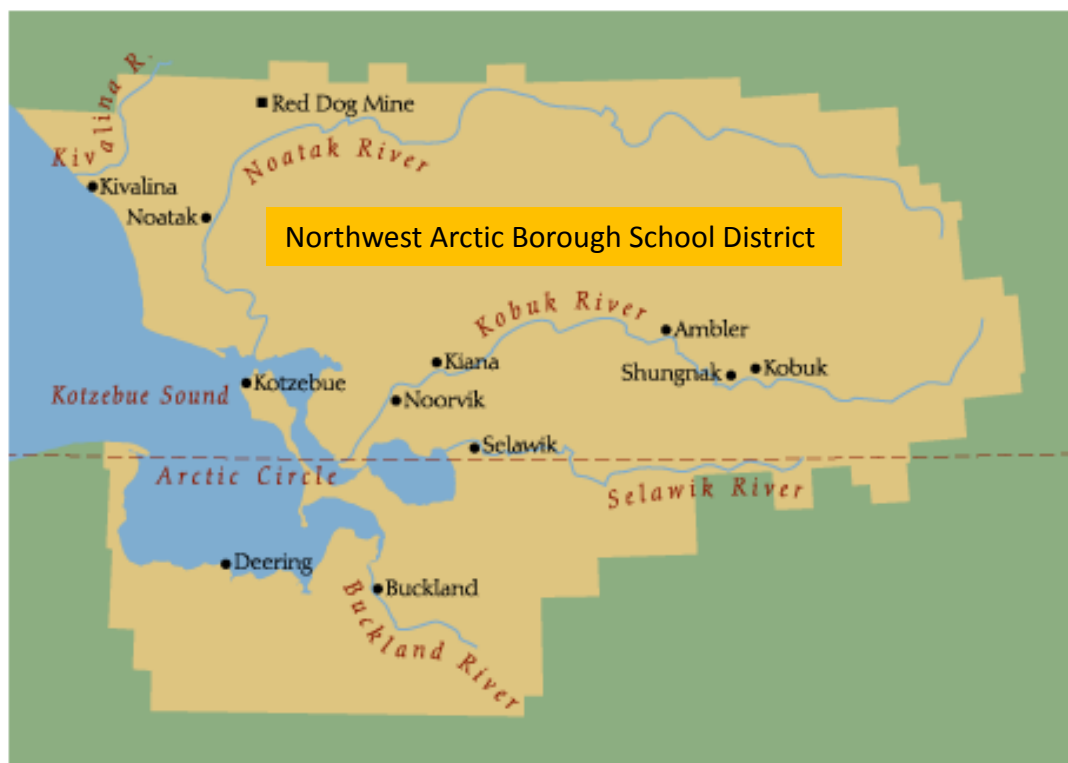 Kivalina R.
Red Dog Mine
Noatak River
Kivalina
Noatak
Northwest Arctic Borough School District
Kobuk River
Ambler
Kiana
Shungnak
Kobuk
Kotzebue
Kotzebue Sound
Noorvik
Selawik
Arctic Circle
Selawik River
Deering
Buckland
Buckland River